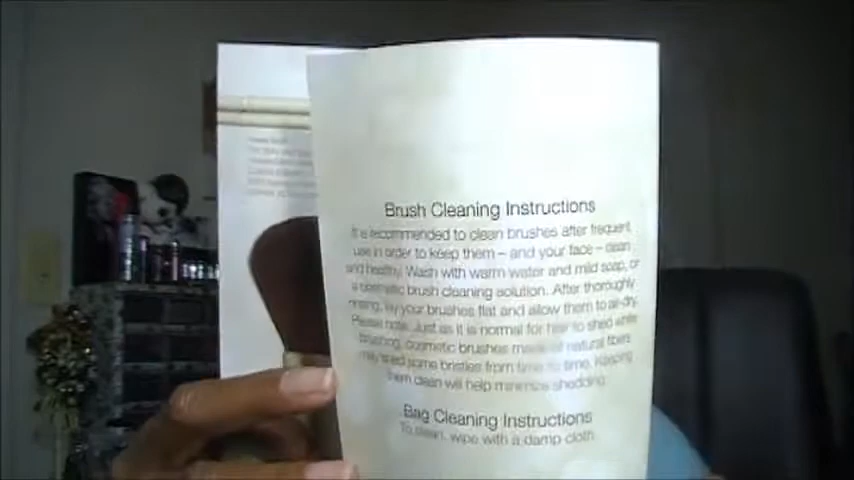 Brush Cleaning Instructions
It is recommended to clean brushes after frequent
use in order to keep them – and your face – clean
and healthy. Wash with warm water and mild soap, or
a cosmetic brush cleaning solution. After thoroughly
rinsing, lay your brushes flat and allow them to air-dry.
Please note: Just as it is normal for hair to shed while
brushing, cosmetic brushes made of natural fibers
may shed some bristles from time to time. Keeping
them clean will help minimize shedding.
Bag Cleaning Instructions
To clean, wipe with a damp cloth.